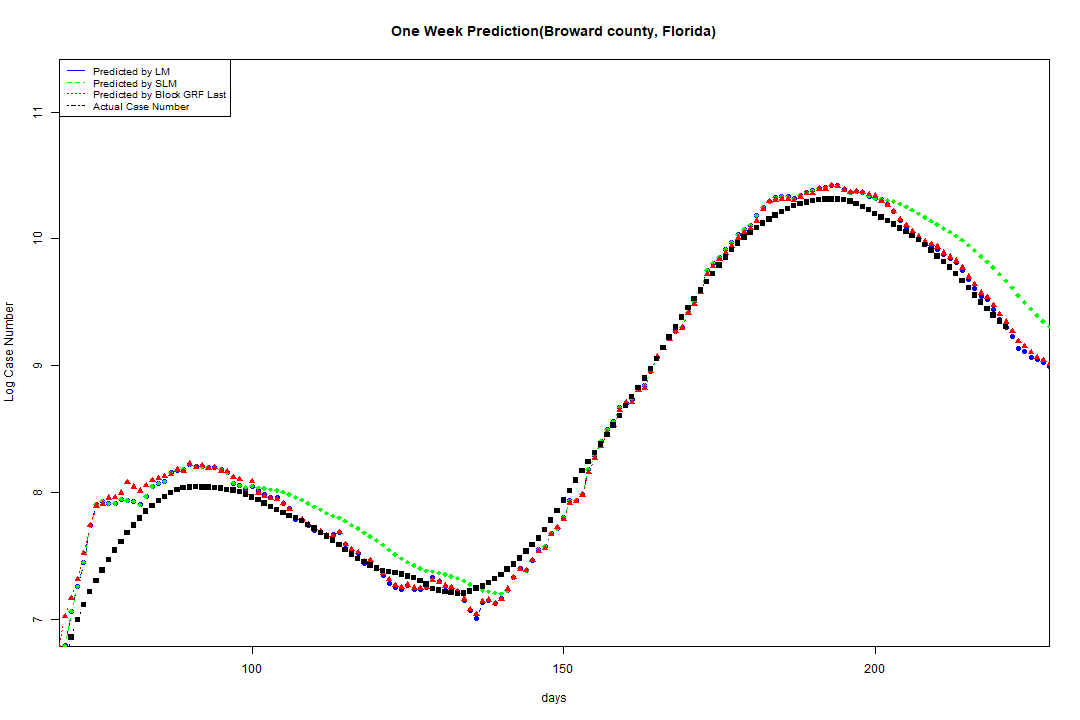 One Week Prediction(Broward county, Florida)
Predicted by LM
Predicted by SLM
Predicted by Block GRF Last
Actual Case Number
11
10
9
8
7
Log Case Number
100 150 200
days